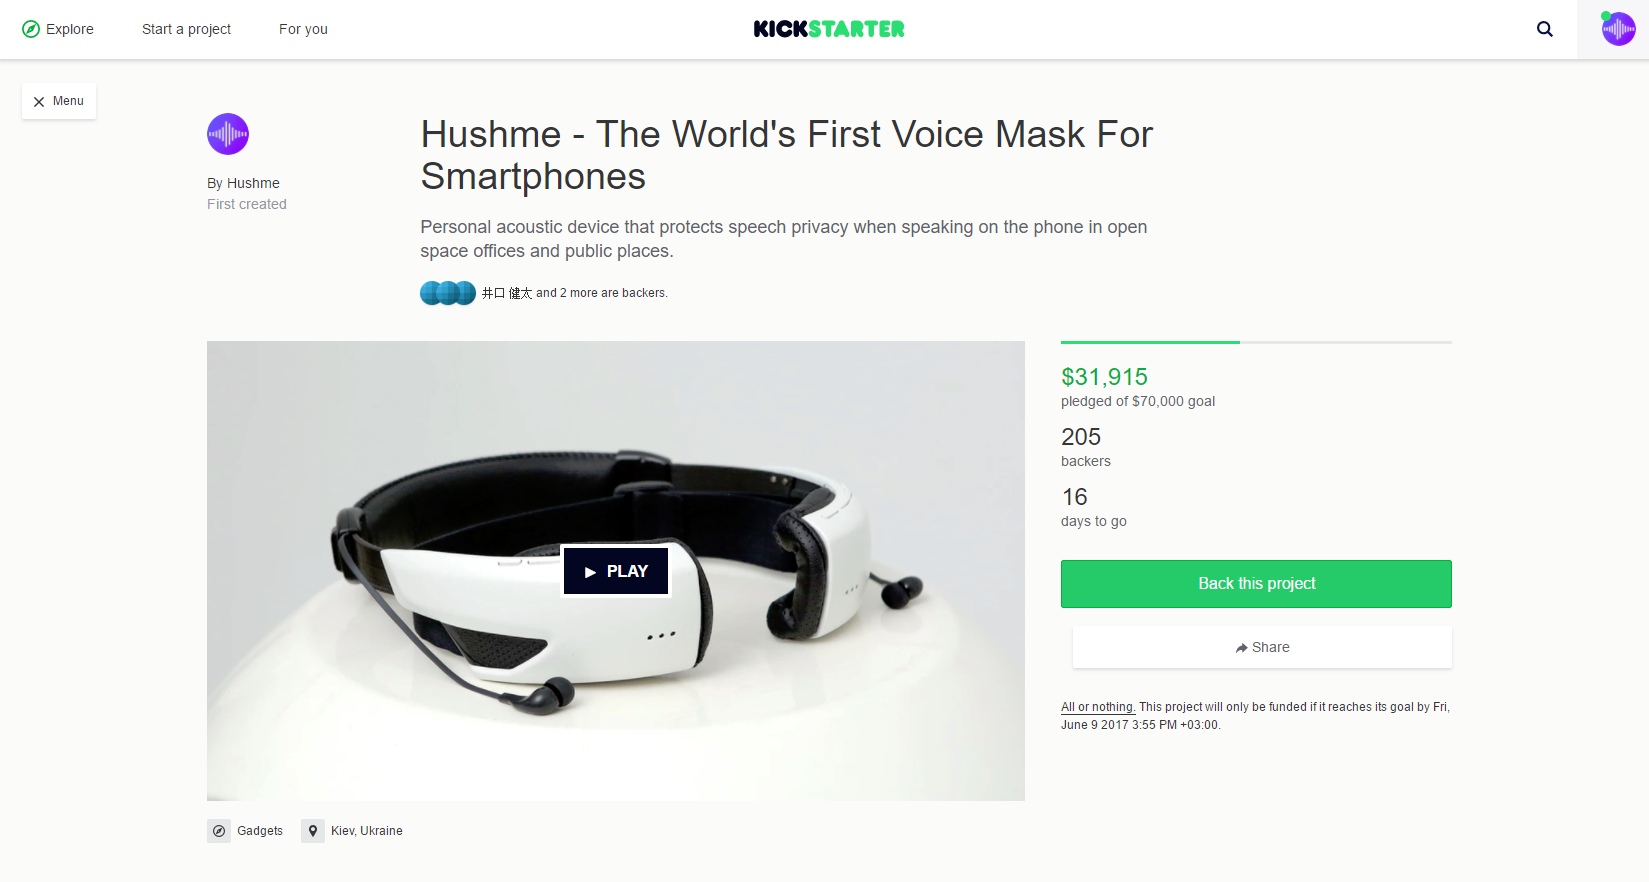 Explore
Start a project
For you
KICKSTARTER
Menu
Hushme - The World's First Voice Mask For
Smartphones
By Hushme
First created
Personal acoustic device that protects speech privacy when speaking on the phone in open
space offices and public places.
井口 健太 and 2 more are backers.
PLAY
$31,915
pledged of $70,000 goal
205
backers
16
days to go
Back this project
Share
All or nothing. This project will only be funded if it reaches its goal by Fri,
June 9 2017 3:55 PM +03:00.
Gadgets
Kiev, Ukraine